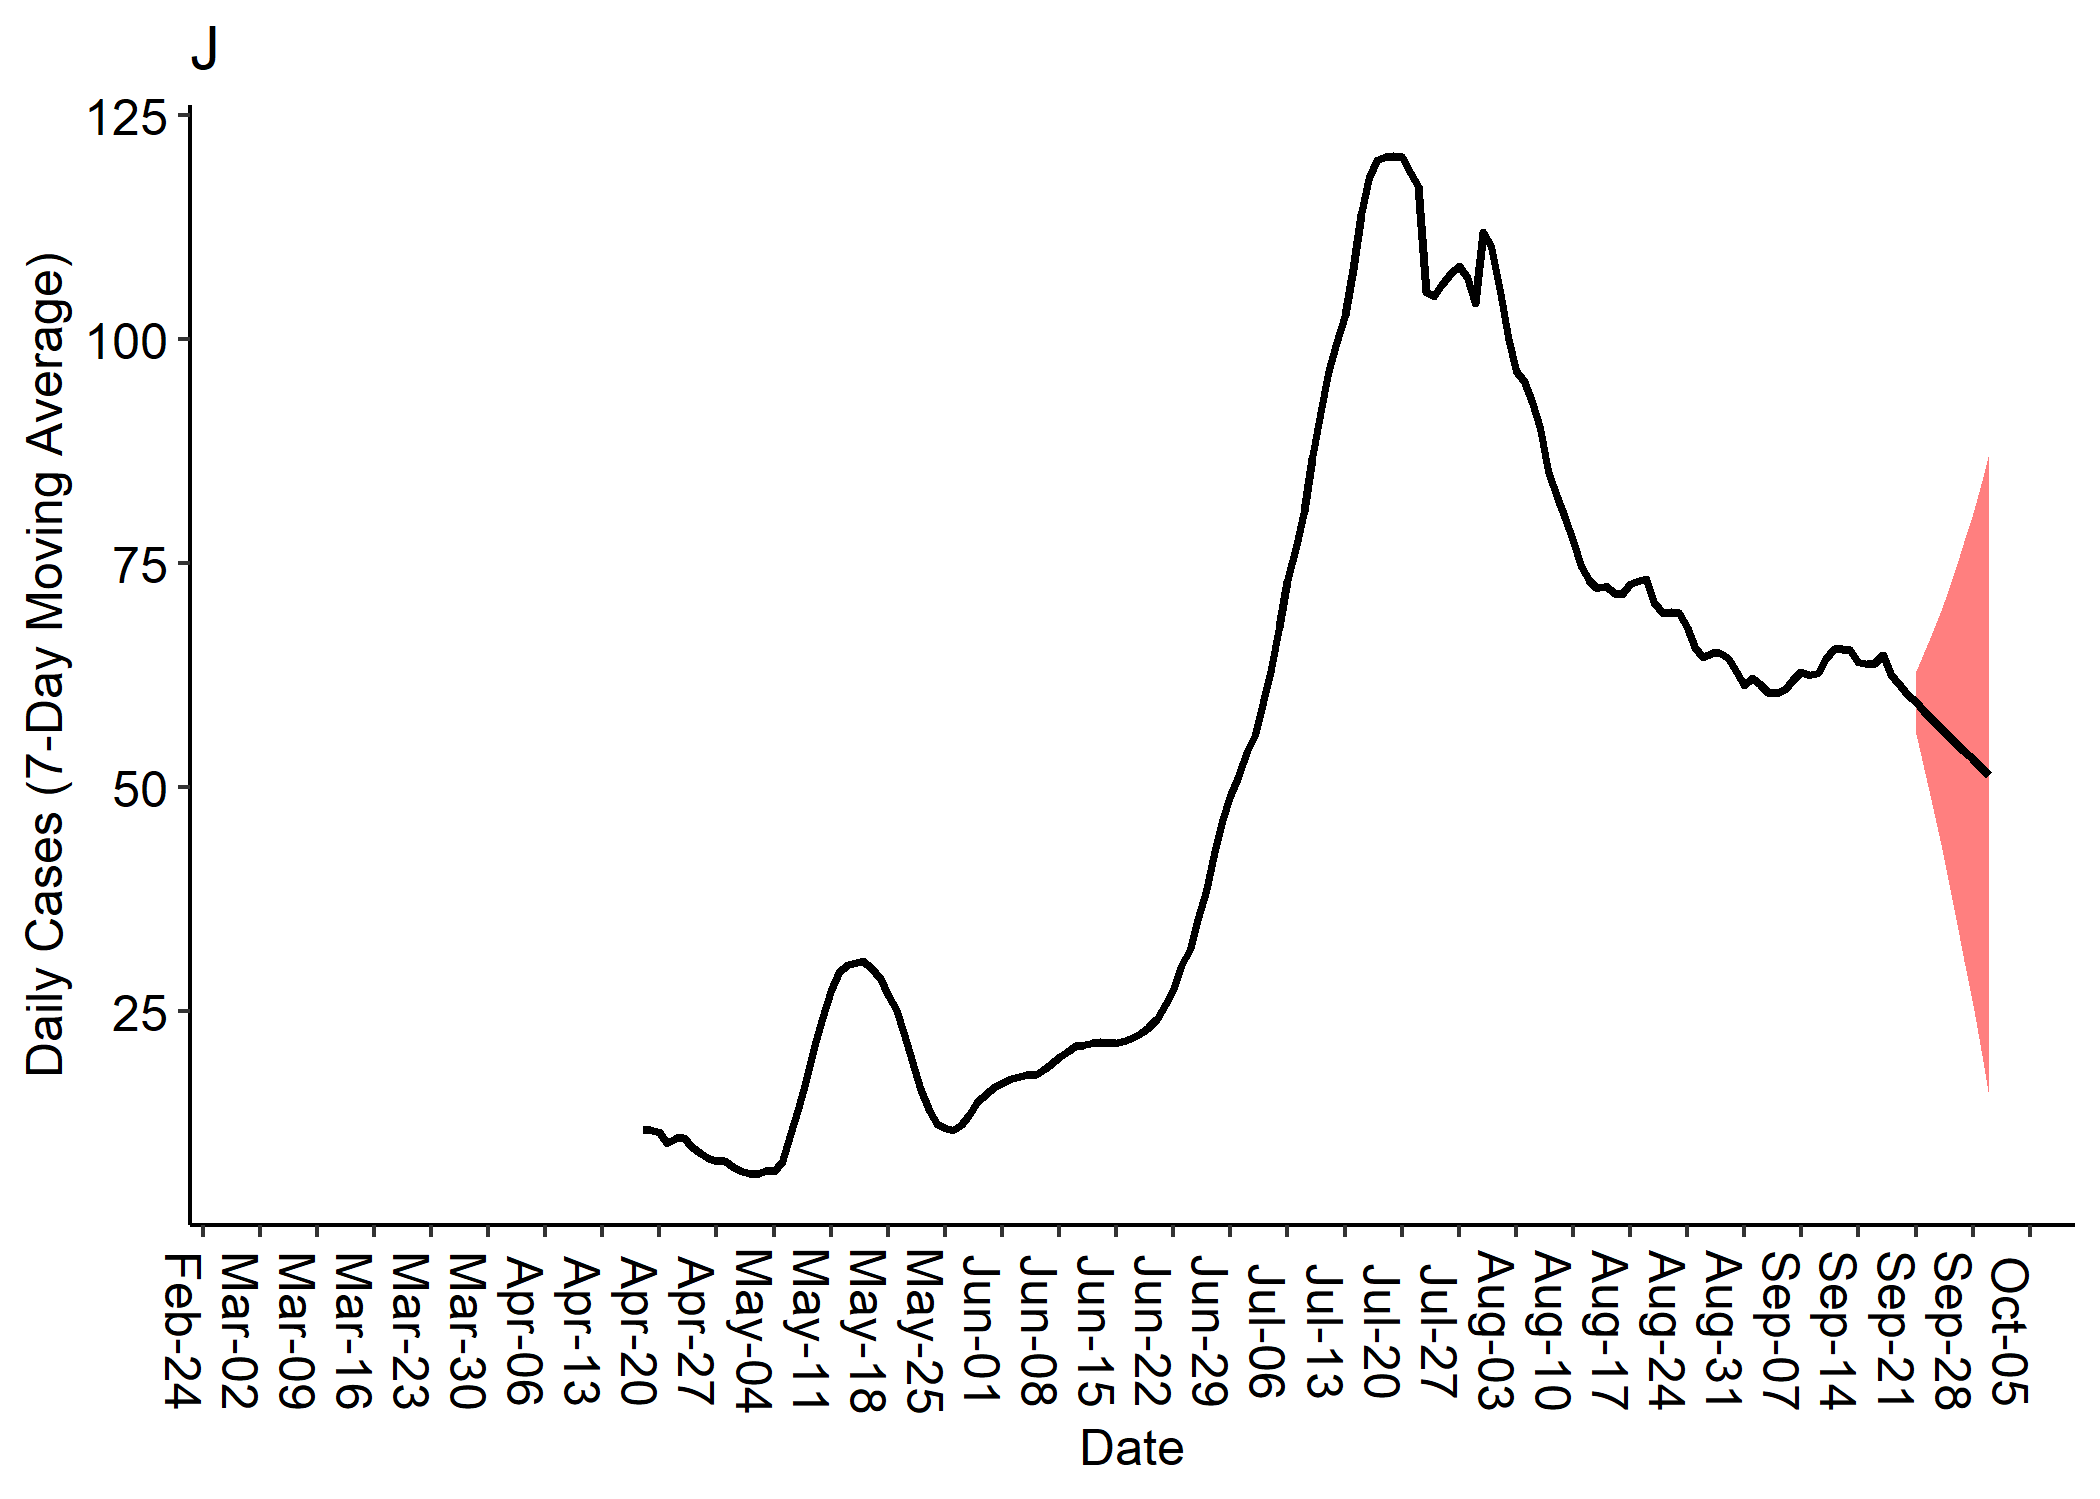 J
Daily Cases (7-Day Moving Average)
125
100
75
50
25
Feb-24
Mar-02
Mar-09
Mar-16
Mar-23
Mar-30
Apr-06
Apr-13
Apr-20
Apr-27
May-04
May-11
May-18
May-25
Jun-01
Jun-08
Jun-15
Jun-22
Jun-29
Jul-06
Jul-13
Jul-20
Jul-27
Aug-03
Aug-10
Aug-17
Aug-24
Aug-31
Sep-07
Sep-14
Sep-21
Sep-28
Oct-05
Date